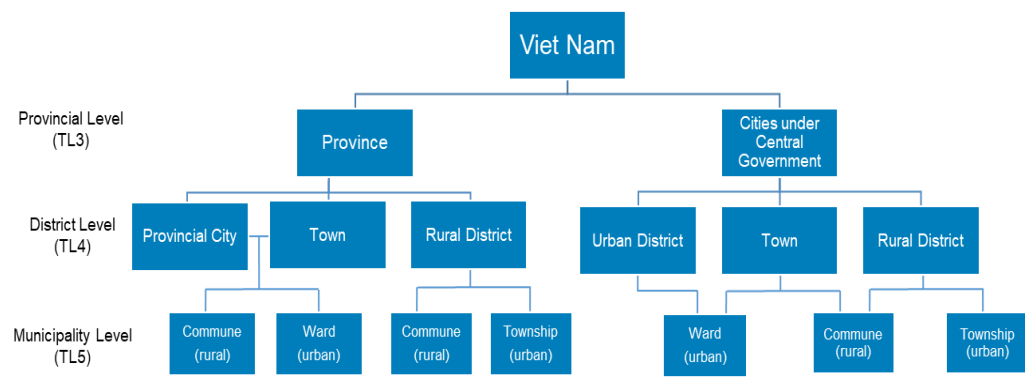 Viet Nam
Provincial Level
(TL3)
Province
Cities under
Central
Government
District Level
(TL4)
Provincial City
Town
Rural District
Urban District
Town
Rural District
Municipality Level
(TL5)
Commune
(rural)
Ward
(urban)
Commune
(rural)
Township
(urban)
Ward
(urban)
Commune
(rural)
Township
(urban)